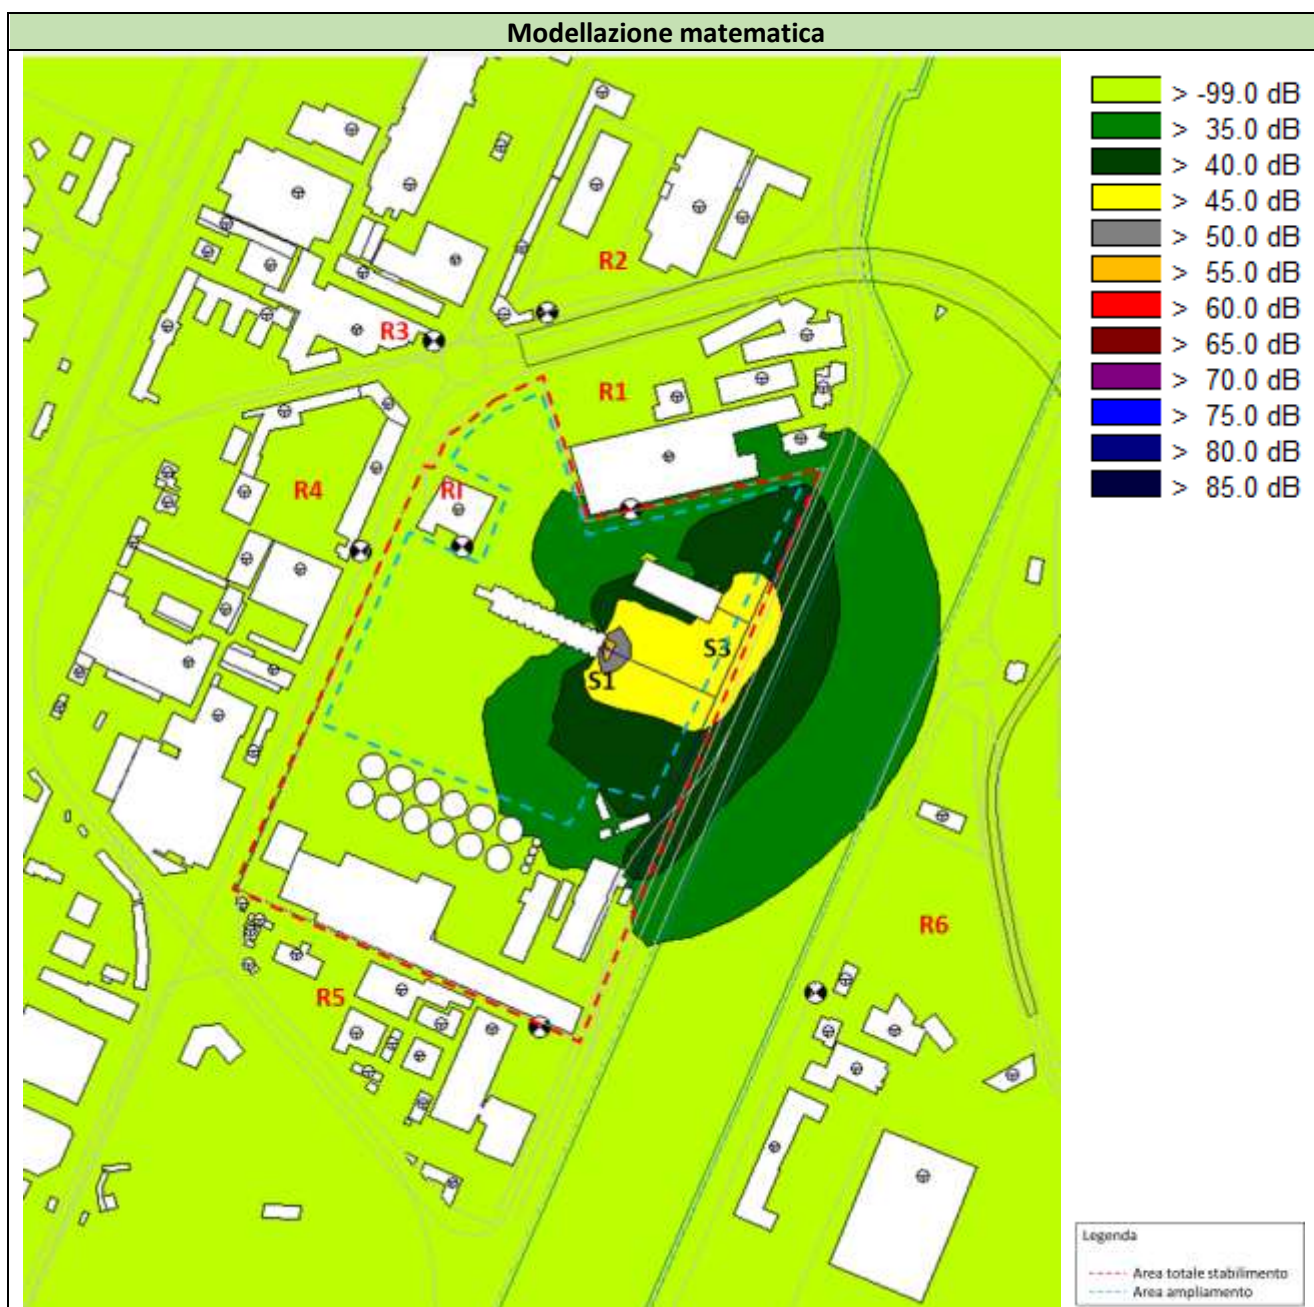 Modellazione matematica
> -99.0 dB
> 35.0 dB
> 40.0 dB
> 45.0 dB
> 50.0 dB
> 55.0 dB
> 60.0 dB
> 65.0 dB
> 70.0 dB
> 75.0 dB
> 80.0 dB
> 85.0 dB
R2
R3
R1
R4
RI
S3
S1
R6
R5
Legenda
Area totale stabilimento
Area ampliamento